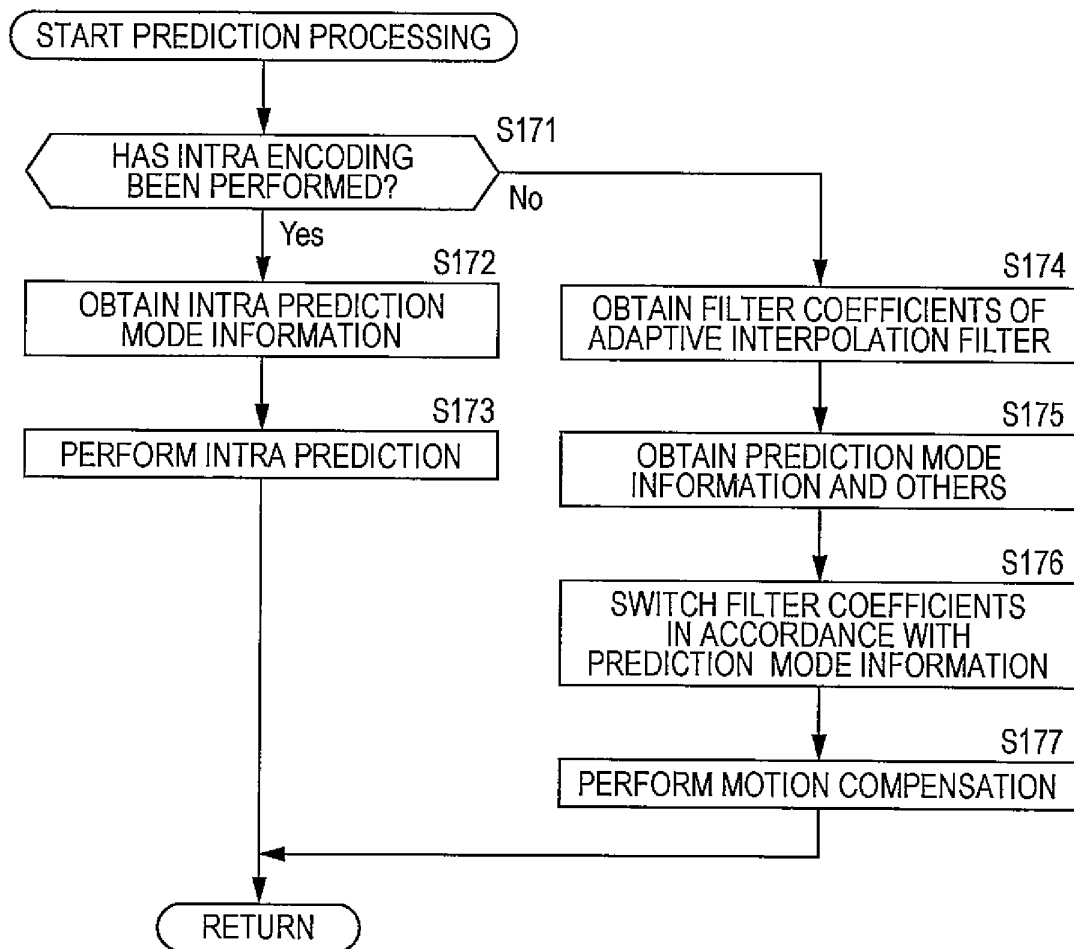 START PREDICTION PROCESSING
S171
HAS INTRA ENCODING
BEEN PERFORMED?
No
Yes
S172
OBTAIN INTRA PREDICTION
MODE INFORMATION
S173
PERFORM INTRA PREDICTION
S174
OBTAIN FILTER COEFFICIENTS OF
ADAPTIVE INTERPOLATION FILTER
S175
OBTAIN PREDICTION MODE
INFORMATION AND OTHERS
S176
SWITCH FILTER COEFFICIENTS
IN ACCORDANCE WITH
PREDICTION MODE INFORMATION
S177
PERFORM MOTION COMPENSATION
RETURN